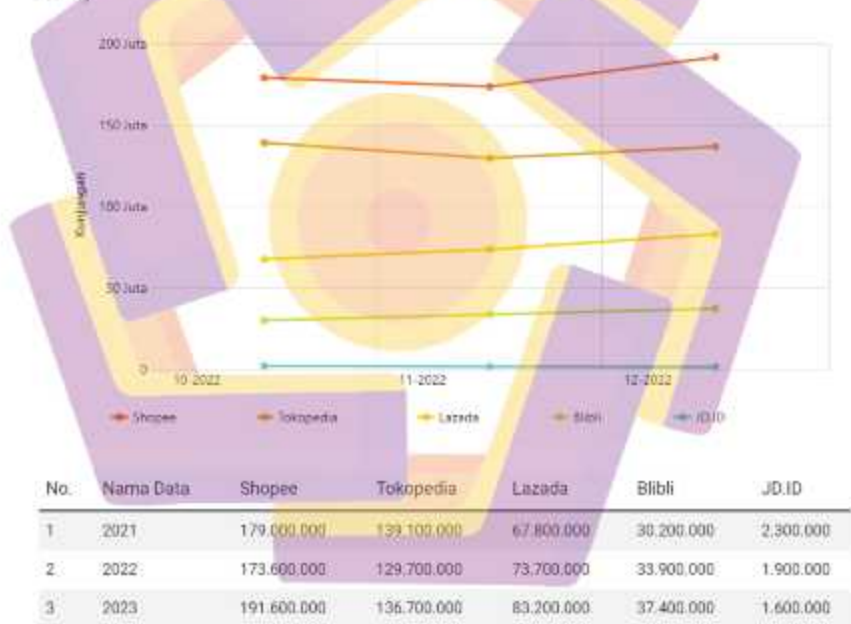 200 Juta
150 Juta
Kunjungan
100 Juta
50 Juta
0
10-2022 11-2022 12-2022
Shopee Tokopedia Lazada Blibli JD.ID
No. Nama Data Shopee Tokopedia Lazada Blibli JD.ID
1 2021 179.000.000 139.100.000 67.800.000 30.200.000 2.300.000
2 2022 173.600.000 129.700.000 73.700.000 33.900.000 1.900.000
3 2023 191.600.000 136.700.000 83.200.000 37.400.000 1.600.000